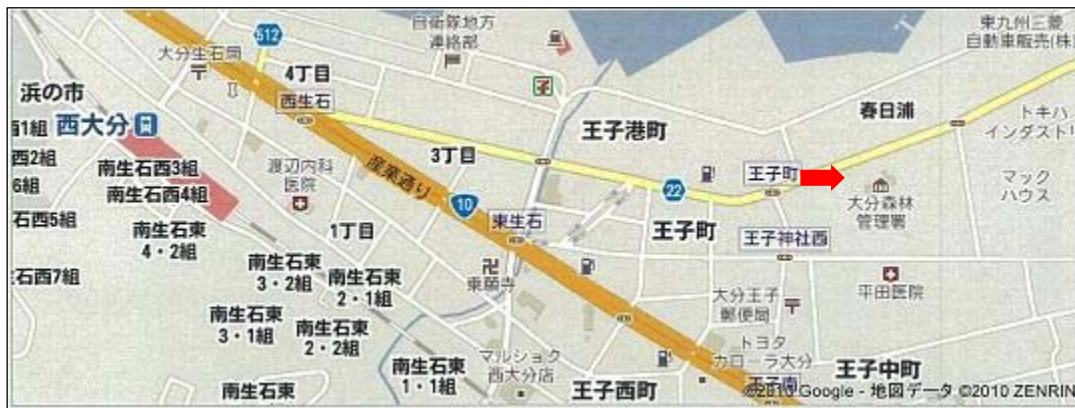 自衛隊地方
連絡部
東九州三菱
自動車販売(株
512
大分生石
4丁目
浜の市
西生石
春日浦
トキハ
インダスト
西1組
西大分
王子港町
西2組
南生石西3組
渡辺内科
医院
3丁目
産業通り
22
王子町
マック
ハウス
6組
南生石西4組
大分森林
管理署
石西5組
10
東生石
王子町
王子神社西
南生石東
4・2組
1丁目
石西7組
南生石東
3・2組
東願寺
平田医院
南生石東
2・1組
大分王子
郵便局
南生石東
3・1組
南生石東
2・2組
トヨタ
カローラ大分
マルショク
西大分店
王子中町
南生石東
1・1組
南生石東
王子西町
王子南
©2010 Google - 地図データ ©2010 ZENRIN